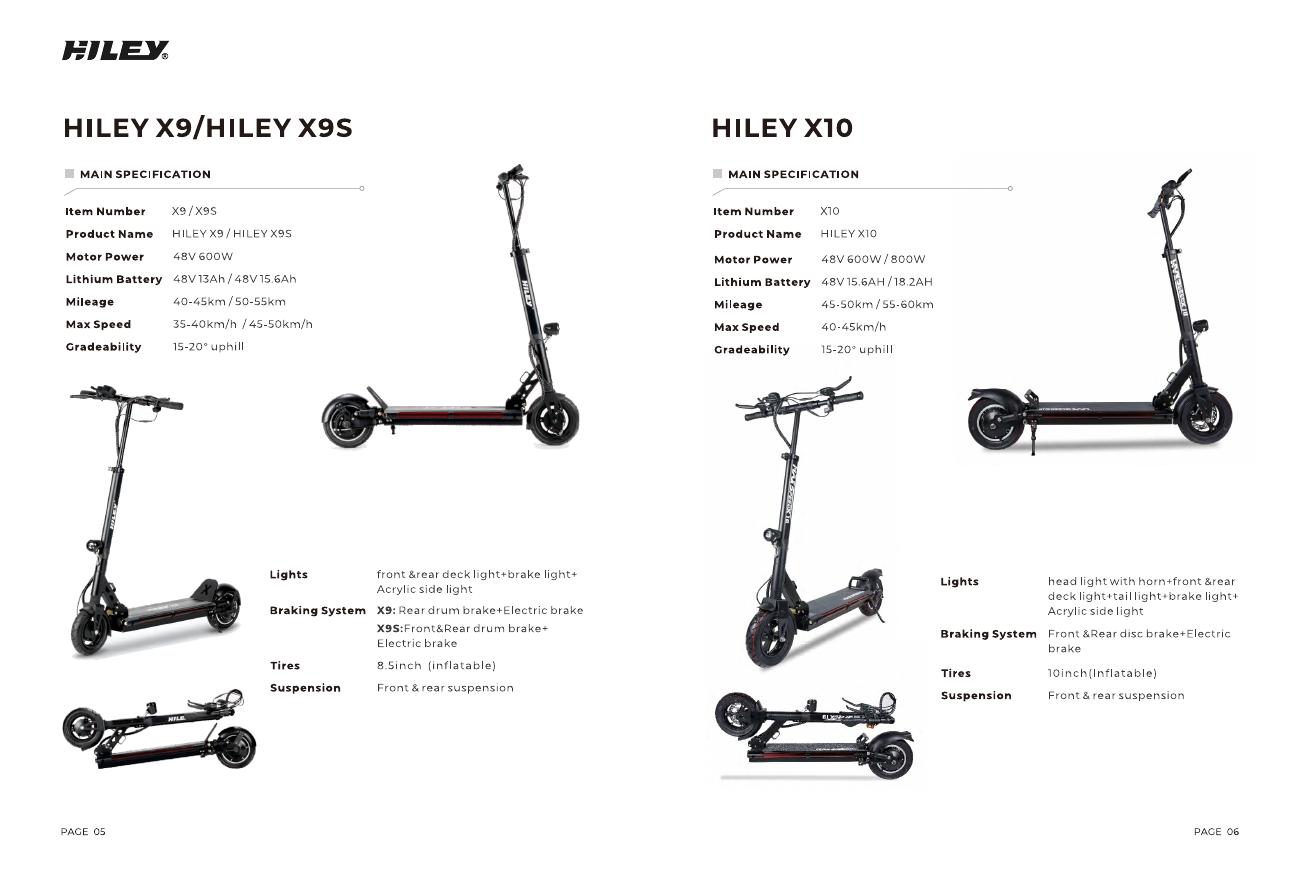 HILEY®
HILEY X9/HILEY X9S
MAIN SPECIFICATION
Item Number X9 / X9S
Product Name HILEY X9 / HILEY X9S
Motor Power 48V 600W
Lithium Battery 48V 13Ah / 48V 15.6Ah
Mileage 40-45km / 50-55km
Max Speed 35-40km/h / 45-50km/h
Gradeability 15-20° uphill
HILEY
HILEY
X
Lights front &rear deck light+brake light+
Acrylic side light
Braking System X9: Rear drum brake+Electric brake
X9S:Front&Rear drum brake+
Electric brake
Tires 8.5inch (inflatable)
Suspension Front & rear suspension
PAGE 05
HILEY X10
MAIN SPECIFICATION
Item Number X10
Product Name HILEY X10
Motor Power 48V 600W / 800W
Lithium Battery 48V 15.6AH / 18.2AH
Mileage 45-50km / 55-60km
Max Speed 40-45km/h
Gradeability 15-20° uphill
Lights head light with horn+front &rear
deck light+tail light+brake light+
Acrylic side light
Braking System Front &Rear disc brake+Electric
brake
Tires 10inch(Inflatable)
Suspension Front & rear suspension
PAGE 06